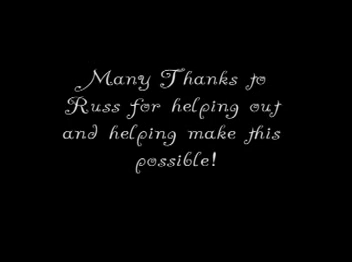 Many Thanks to
Russ for helping out
and helping make this
possible!